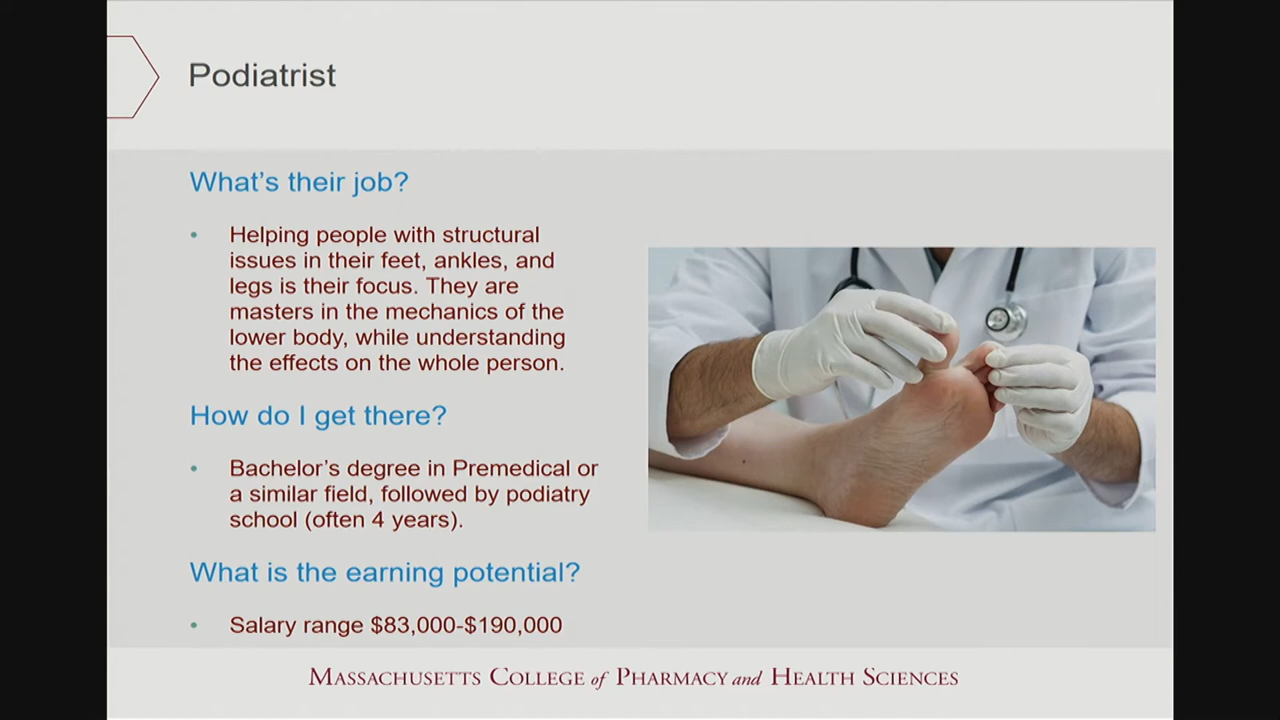 Podiatrist
What's their job?
• Helping people with structural
issues in their feet, ankles, and
legs is their focus. They are
masters in the mechanics of the
lower body, while understanding
the effects on the whole person.
How do I get there?
• Bachelor's degree in Premedical or
a similar field, followed by podiatry
school (often 4 years).
What is the earning potential?
• Salary range $83,000-$190,000
MASSACHUSETTS COLLEGE of PHARMACY and HEALTH SCIENCES